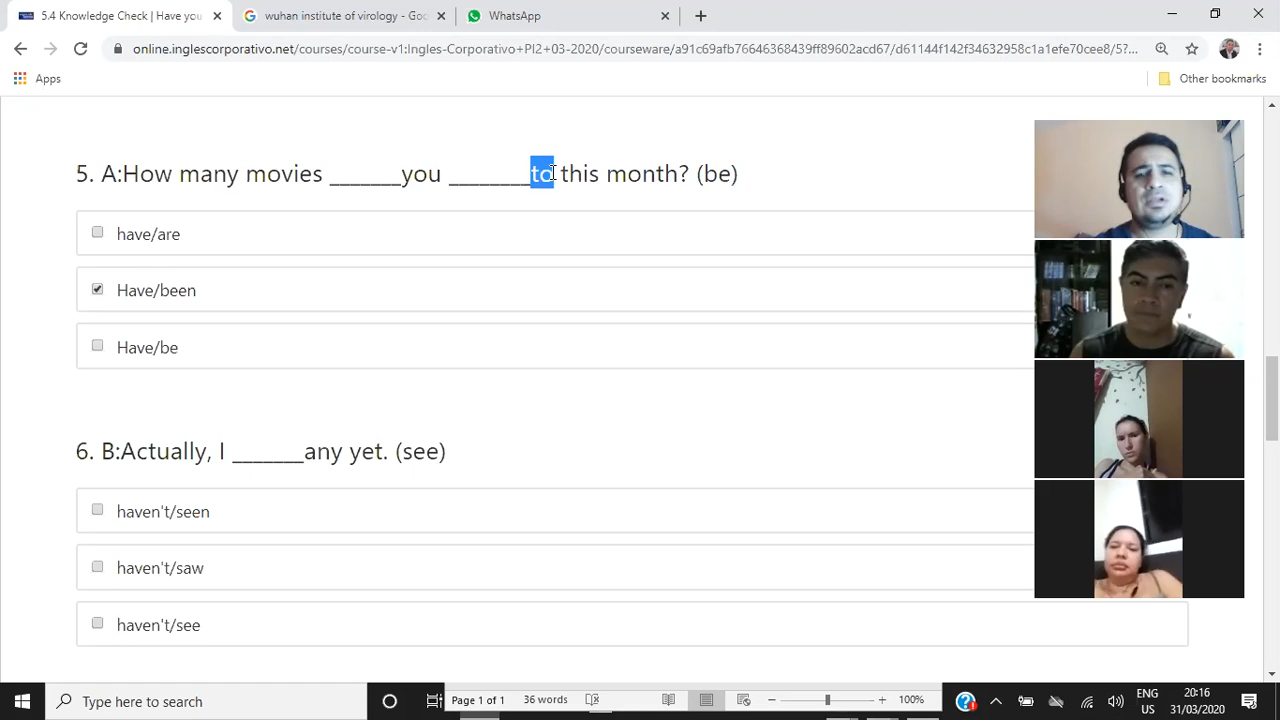 5.4 Knowledge Check | Have you
wuhan institute of virology - Goo
WhatsApp
online.inglescorporativo.net/courses/course-v1:Ingles-Corporativo+PI2+03-2020/courseware/a91c69afb76646368439ff89602acd67/d61144f142f34632958c1a1efe70cee8/5?...
Apps
Other bookmarks
5. A:How many movies _______you ________to this month? (be)
have/are
Have/been
Have/be
6. B:Actually, I _______any yet. (see)
haven't/seen
haven't/saw
haven't/see
Type here to search
Page 1 of 1
36 words
100%
ENG
US
20:16
31/03/2020